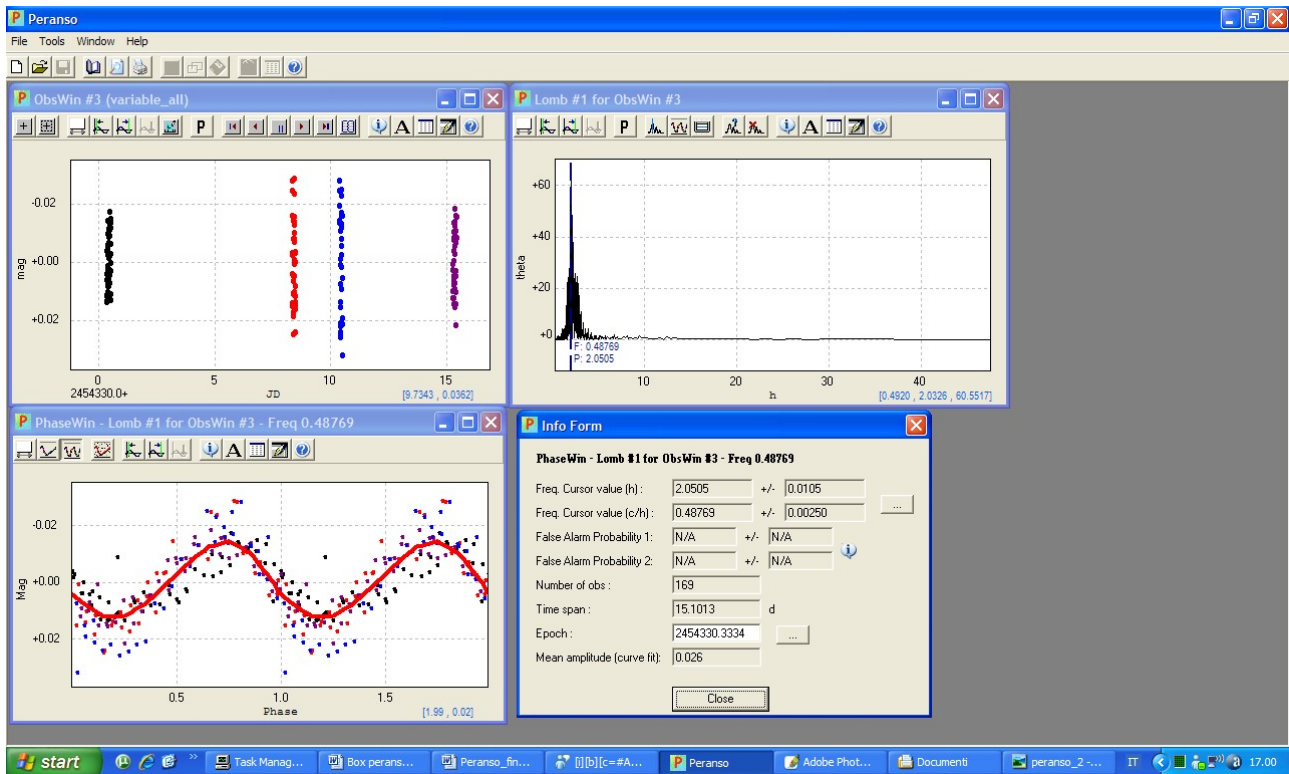 Peranso
File Tools Window Help
ObsWin #3 (variable_all)
P
A
-0.02
+0.00
+0.02
mag
0 5 10 15
2454330.0+ JD [9.7343 , 0.0362]
Lomb #1 for ObsWin #3
P
A
+60
+40
+20
+0
theta
F: 0.48769
P: 2.0505
10 20 30 40
h [0.4920 , 2.0326 , 60.5517]
PhaseWin - Lomb #1 for ObsWin #3 - Freq 0.48769
A
-0.02
+0.00
+0.02
Mag
0.5 1.0 1.5
Phase [1.99 , 0.02]
Info Form
PhaseWin - Lomb #1 for ObsWin #3 - Freq 0.48769
Freq. Cursor value (h) : 2.0505 +/- 0.0105 ...
Freq. Cursor value (c/h) : 0.48769 +/- 0.00250
False Alarm Probability 1: N/A +/- N/A
False Alarm Probability 2: N/A +/- N/A
Number of obs : 169
Time span : 15.1013 d
Epoch : 2454330.3334 ...
Mean amplitude (curve fit): 0.026
Close
start Task Manag... Box perans... Peranso_fin... [i][b][c=#A... Peranso Adobe Phot... Documenti peranso_2 -... IT 17.00